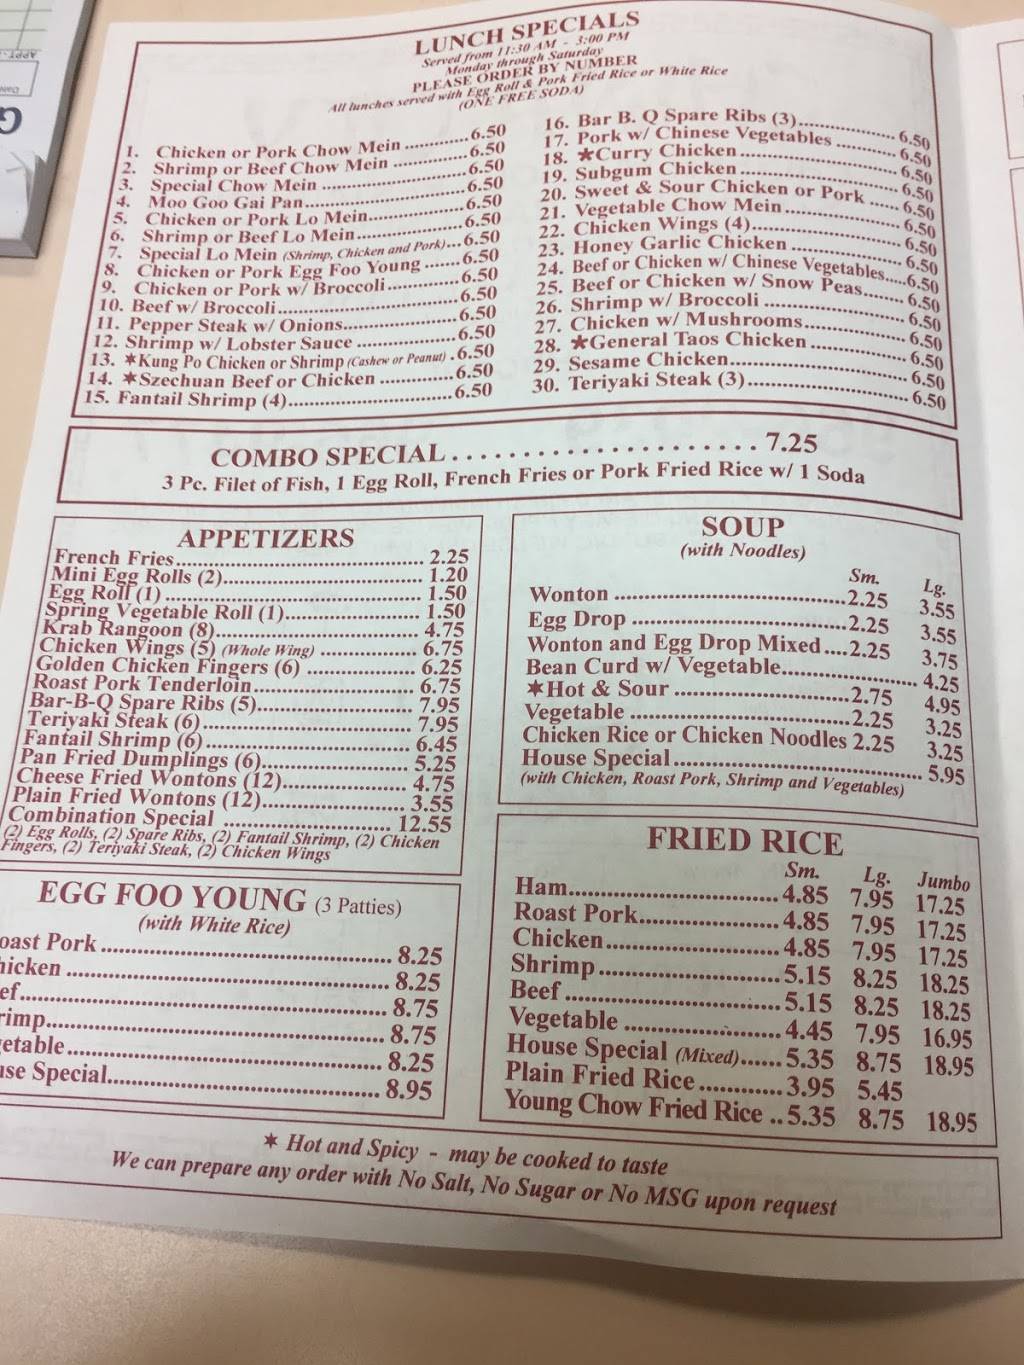 LUNCH SPECIALS
Served from 11:30 AM - 3:00 PM
Monday through Saturday
PLEASE ORDER BY NUMBER
All lunches served with Egg Roll & Pork Fried Rice or White Rice
(ONE FREE SODA)
1. Chicken or Pork Chow Mein 6.50
2. Shrimp or Beef Chow Mein 6.50
3. Special Chow Mein 6.50
4. Moo Goo Gai Pan 6.50
5. Chicken or Pork Lo Mein 6.50
6. Shrimp or Beef Lo Mein 6.50
7. Special Lo Mein (Shrimp, Chicken and Pork) 6.50
8. Chicken or Pork Egg Foo Young 6.50
9. Chicken or Pork w/ Broccoli 6.50
10. Beef w/ Broccoli 6.50
11. Pepper Steak w/ Onions 6.50
12. Shrimp w/ Lobster Sauce 6.50
13. ★Kung Po Chicken or Shrimp (Cashew or Peanut) 6.50
14. ★Szechuan Beef or Chicken 6.50
15. Fantail Shrimp (4) 6.50
16. Bar B. Q Spare Ribs (3) 6.50
17. Pork w/ Chinese Vegetables 6.50
18. ★Curry Chicken 6.50
19. Subgum Chicken 6.50
20. Sweet & Sour Chicken or Pork 6.50
21. Vegetable Chow Mein 6.50
22. Chicken Wings (4) 6.50
23. Honey Garlic Chicken 6.50
24. Beef or Chicken w/ Chinese Vegetables 6.50
25. Beef or Chicken w/ Snow Peas 6.50
26. Shrimp w/ Broccoli 6.50
27. Chicken w/ Mushrooms 6.50
28. ★General Taos Chicken 6.50
29. Sesame Chicken 6.50
30. Teriyaki Steak (3) 6.50
COMBO SPECIAL 7.25
3 Pc. Filet of Fish, 1 Egg Roll, French Fries or Pork Fried Rice w/ 1 Soda
APPETIZERS
French Fries 2.25
Mini Egg Rolls (2) 1.20
Egg Roll (1) 1.50
Spring Vegetable Roll (1) 1.50
Krab Rangoon (8) 4.75
Chicken Wings (5) (Whole Wing) 6.75
Golden Chicken Fingers (6) 6.25
Roast Pork Tenderloin 6.75
Bar-B-Q Spare Ribs (5) 7.95
Teriyaki Steak (6) 7.95
Fantail Shrimp (6) 6.45
Pan Fried Dumplings (6) 5.25
Cheese Fried Wontons (12) 4.75
Plain Fried Wontons (12) 3.55
Combination Special 12.55
(2) Egg Rolls, (2) Spare Ribs, (2) Fantail Shrimp, (2) Chicken
Fingers, (2) Teriyaki Steak, (2) Chicken Wings
EGG FOO YOUNG (3 Patties)
(with White Rice)
oast Pork 8.25
hicken 8.25
ef 8.75
rimp 8.75
getable 8.25
use Special 8.95
SOUP
(with Noodles)
Sm. Lg.
Wonton 2.25 3.55
Egg Drop 2.25 3.55
Wonton and Egg Drop Mixed 2.25 3.75
Bean Curd w/ Vegetable 4.25
★Hot & Sour 2.75 4.95
Vegetable 2.25 3.25
Chicken Rice or Chicken Noodles 2.25 3.25
House Special 5.95
(with Chicken, Roast Pork, Shrimp and Vegetables)
FRIED RICE
Sm. Lg. Jumbo
Ham 4.85 7.95 17.25
Roast Pork 4.85 7.95 17.25
Chicken 4.85 7.95 17.25
Shrimp 5.15 8.25 18.25
Beef 5.15 8.25 18.25
Vegetable 4.45 7.95 16.95
House Special (Mixed) 5.35 8.75 18.95
Plain Fried Rice 3.95 5.45
Young Chow Fried Rice 5.35 8.75 18.95
★ Hot and Spicy - may be cooked to taste
We can prepare any order with No Salt, No Sugar or No MSG upon request